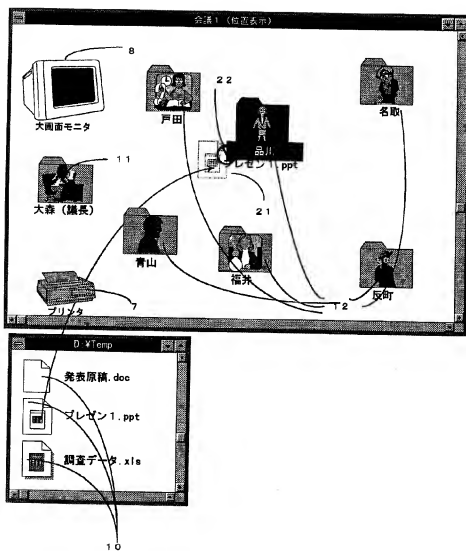 会議1（位置表示）
8
大画面モニタ
戸田
22
品川
プレゼン1.ppt
名取
11
大森（議長）
21
青山
福井
反町
12
プリンタ
7
D:¥Temp
発表原稿.doc
プレゼン1.ppt
調査データ.xls
10